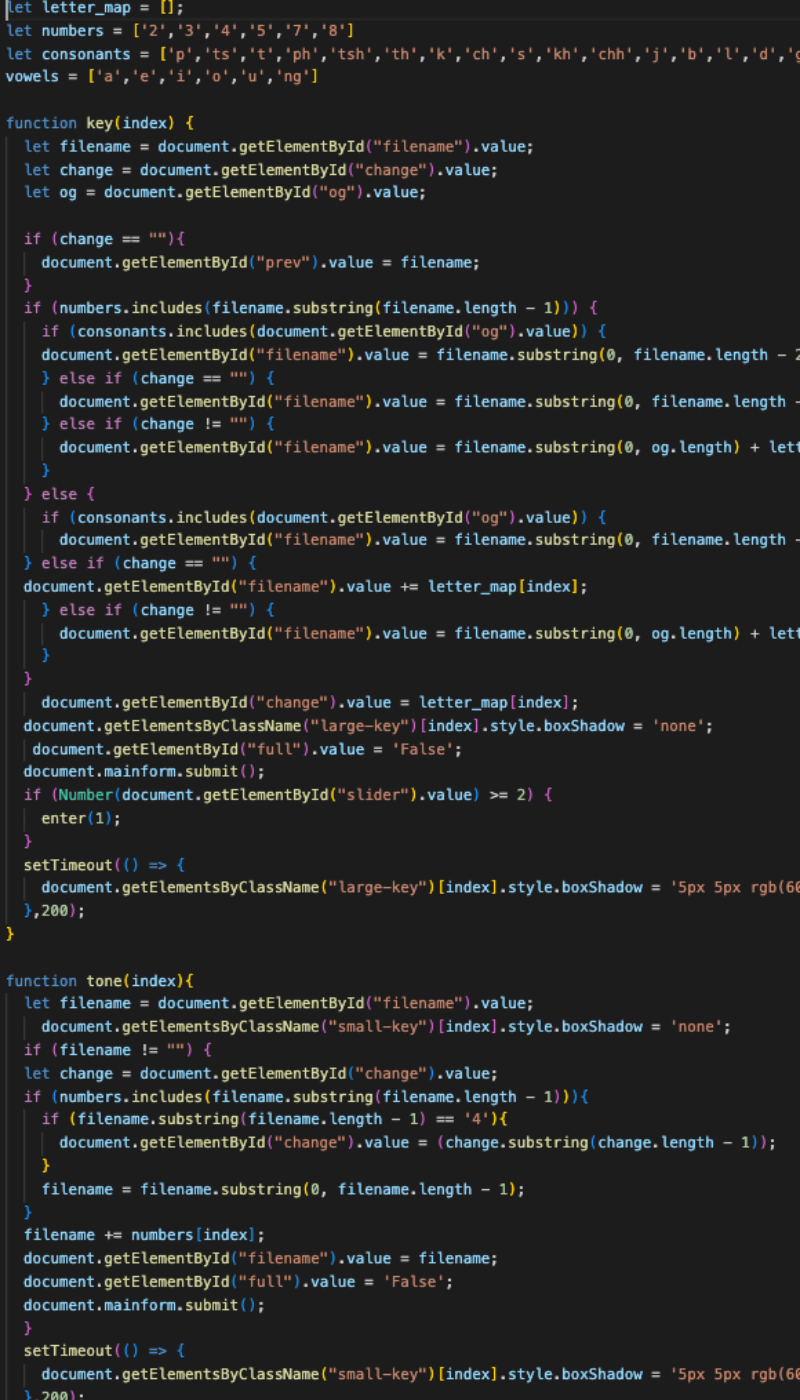 let letter_map = [];
let numbers = ['2','3','4','5','7','8']
let consonants = ['p','ts','t','ph','tsh','th','k','ch','s','kh','chh','j','b','l','d','g
vowels = ['a','e','i','o','u','ng']
function key(index) {
let filename = document.getElementById("filename").value;
let change = document.getElementById("change").value;
let og = document.getElementById("og").value;
if (change == ""){
document.getElementById("prev").value = filename;
}
if (numbers.includes(filename.substring(filename.length - 1))) {
if (consonants.includes(document.getElementById("og").value)) {
document.getElementById("filename").value = filename.substring(0, filename.length - 2
} else if (change == "") {
document.getElementById("filename").value = filename.substring(0, filename.length -
} else if (change != "") {
document.getElementById("filename").value = filename.substring(0, og.length) + lett
}
} else {
if (consonants.includes(document.getElementById("og").value)) {
document.getElementById("filename").value = filename.substring(0, filename.length -
} else if (change == "") {
document.getElementById("filename").value += letter_map[index];
} else if (change != "") {
document.getElementById("filename").value = filename.substring(0, og.length) + lett
}
}
document.getElementById("change").value = letter_map[index];
document.getElementsByClassName("large-key")[index].style.boxShadow = 'none';
document.getElementById("full").value = 'False';
document.mainform.submit();
if (Number(document.getElementById("slider").value) >= 2) {
enter(1);
}
setTimeout(() => {
document.getElementsByClassName("large-key")[index].style.boxShadow = '5px 5px rgb(60
},200);
}
function tone(index){
let filename = document.getElementById("filename").value;
document.getElementsByClassName("small-key")[index].style.boxShadow = 'none';
if (filename != "") {
let change = document.getElementById("change").value;
if (numbers.includes(filename.substring(filename.length - 1))){
if (filename.substring(filename.length - 1) == '4'){
document.getElementById("change").value = (change.substring(change.length - 1));
}
filename = filename.substring(0, filename.length - 1);
}
filename += numbers[index];
document.getElementById("filename").value = filename;
document.getElementById("full").value = 'False';
document.mainform.submit();
}
setTimeout(() => {
document.getElementsByClassName("small-key")[index].style.boxShadow = '5px 5px rgb(60
},200);